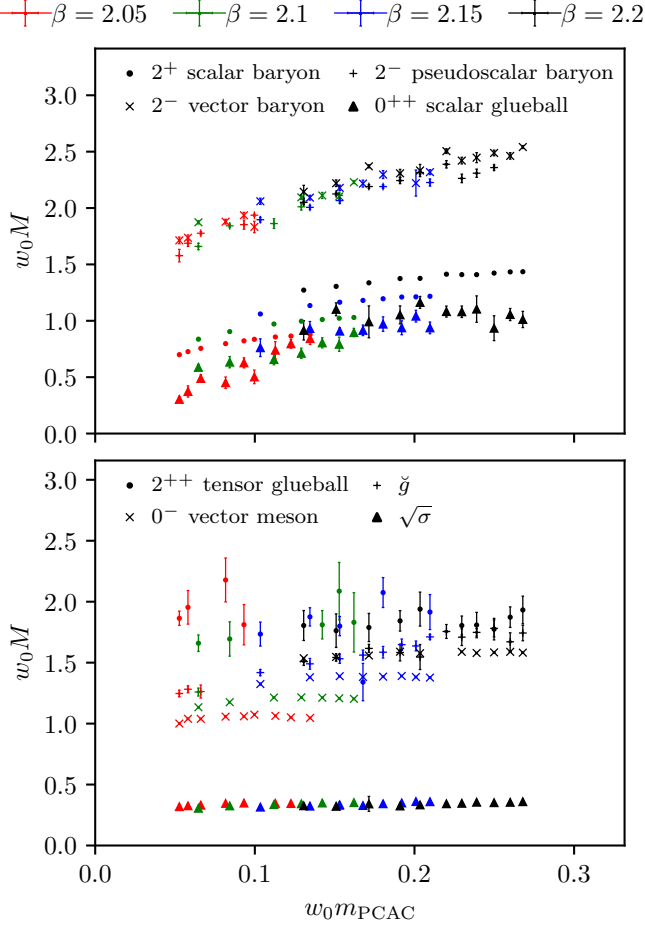 β = 2.05 β = 2.1 β = 2.15 β = 2.2
2⁺ scalar baryon 2⁻ pseudoscalar baryon
2⁻ vector baryon 0⁺⁺ scalar glueball
3.0
2.5
2.0
1.5
1.0
0.5
0.0
w₀M
2⁺⁺ tensor glueball ğ
0⁻ vector meson √σ
3.0
2.5
2.0
1.5
1.0
0.5
0.0
w₀M
0.0 0.1 0.2 0.3
w₀m_PCAC